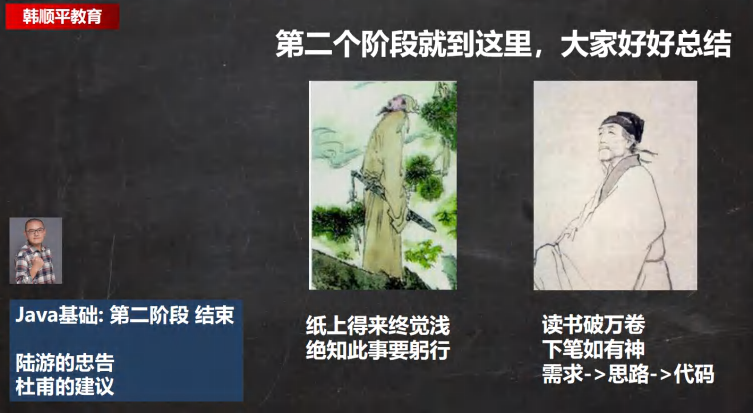 韩顺平教育
第二个阶段就到这里，大家好好总结
Java基础: 第二阶段 结束
陆游的忠告
杜甫的建议
纸上得来终觉浅
绝知此事要躬行
读书破万卷
下笔如有神
需求->思路->代码